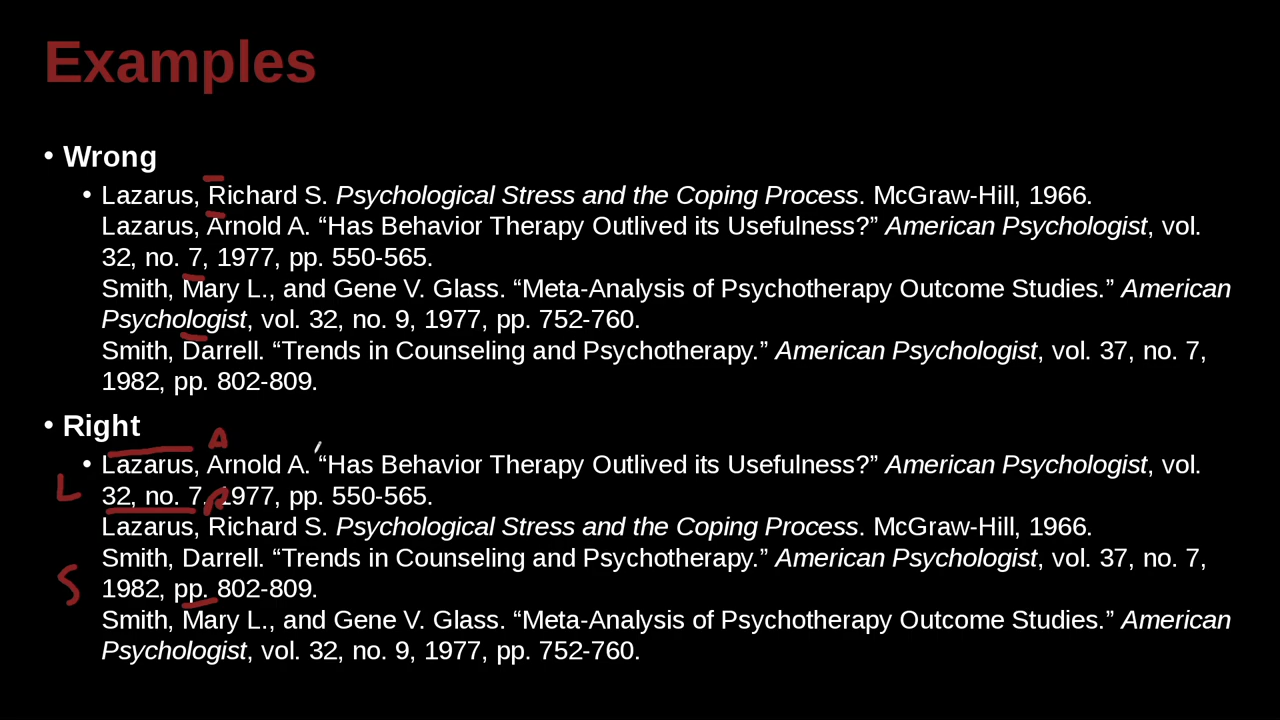 Examples
• Wrong
• Lazarus, Richard S. Psychological Stress and the Coping Process. McGraw-Hill, 1966.
Lazarus, Arnold A. “Has Behavior Therapy Outlived its Usefulness?” American Psychologist, vol.
32, no. 7, 1977, pp. 550-565.
Smith, Mary L., and Gene V. Glass. “Meta-Analysis of Psychotherapy Outcome Studies.” American
Psychologist, vol. 32, no. 9, 1977, pp. 752-760.
Smith, Darrell. “Trends in Counseling and Psychotherapy.” American Psychologist, vol. 37, no. 7,
1982, pp. 802-809.
• Right
A
• Lazarus, Arnold A. “Has Behavior Therapy Outlived its Usefulness?” American Psychologist, vol.
L
32, no. 7, 1977, pp. 550-565.
R
Lazarus, Richard S. Psychological Stress and the Coping Process. McGraw-Hill, 1966.
Smith, Darrell. “Trends in Counseling and Psychotherapy.” American Psychologist, vol. 37, no. 7,
S
1982, pp. 802-809.
Smith, Mary L., and Gene V. Glass. “Meta-Analysis of Psychotherapy Outcome Studies.” American
Psychologist, vol. 32, no. 9, 1977, pp. 752-760.